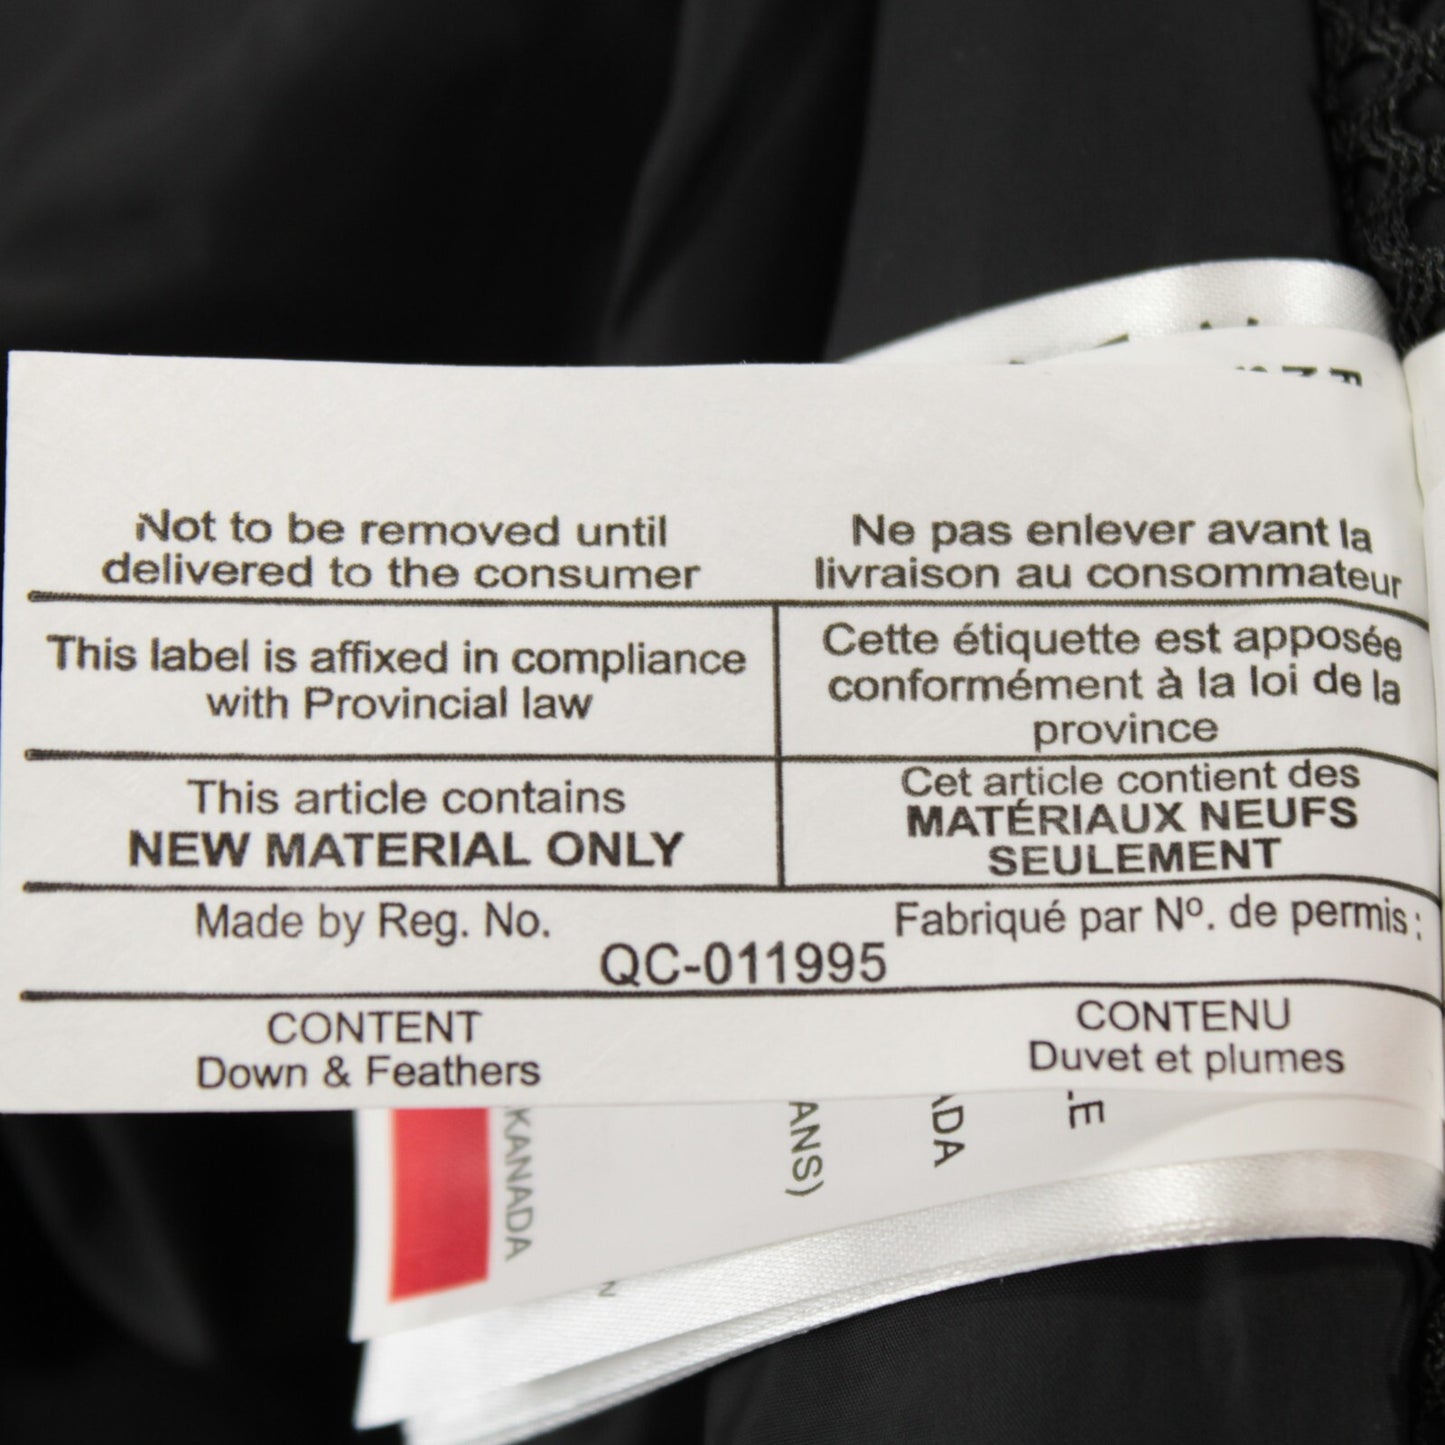 Not to be removed until
delivered to the consumer
Ne pas enlever avant la
livraison au consommateur
This label is affixed in compliance
with Provincial law
Cette étiquette est apposée
conformément à la loi de la
province
This article contains
NEW MATERIAL ONLY
Cet article contient des
MATÉRIAUX NEUFS
SEULEMENT
Made by Reg. No.
Fabriqué par Nº. de permis :
QC-011995
CONTENT
Down & Feathers
CONTENU
Duvet et plumes
KANADA
ANS)
ADA
LE